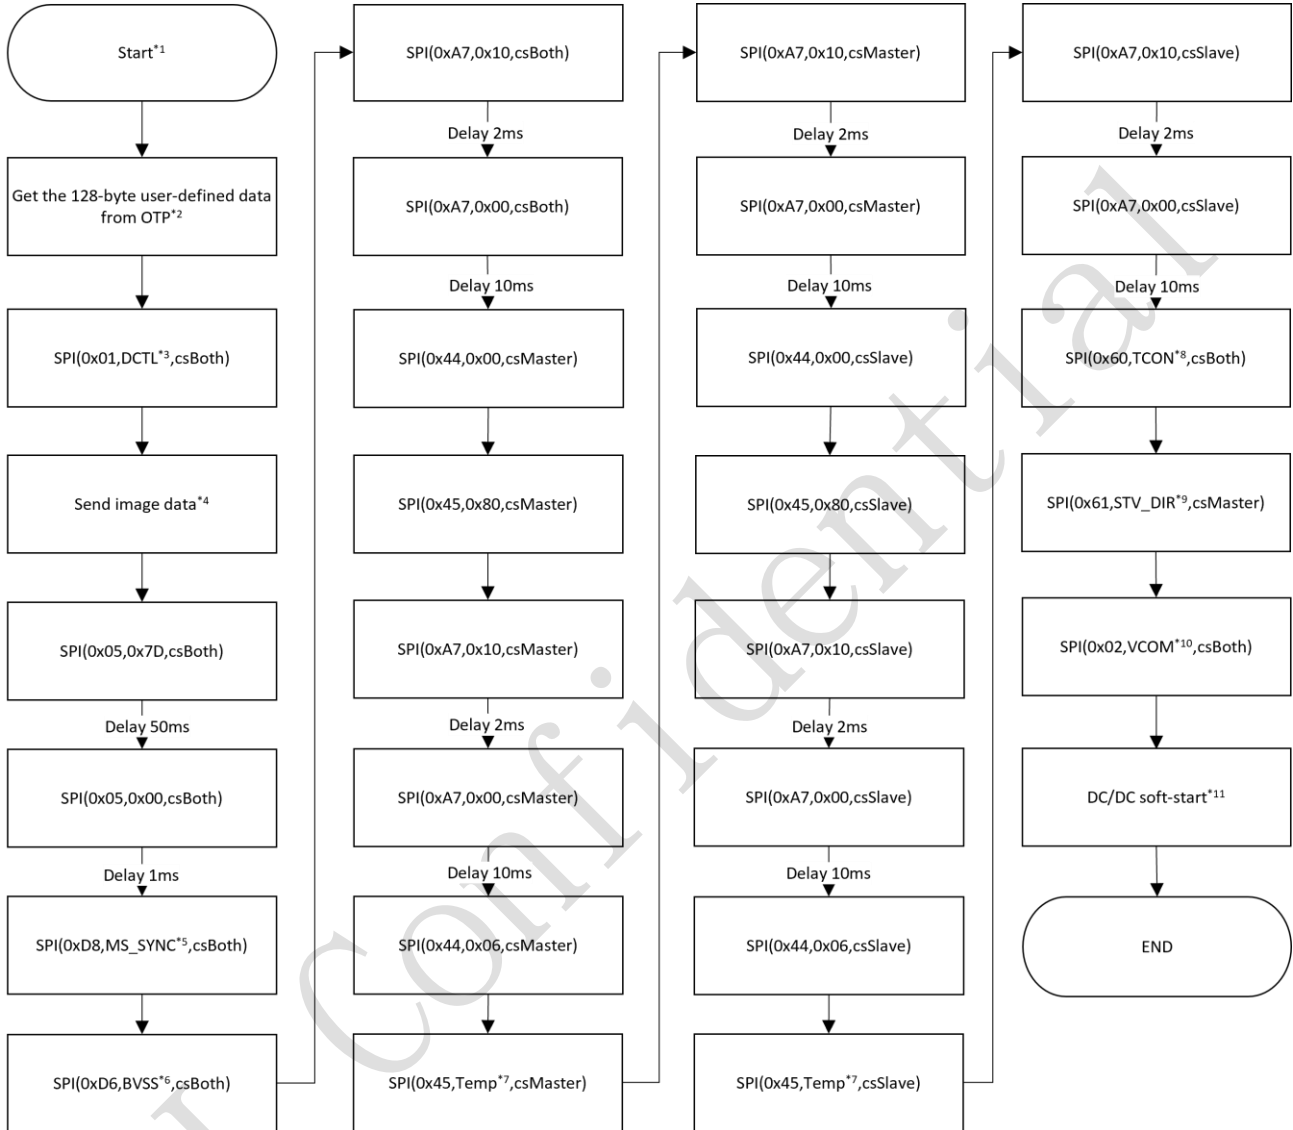 Start*1
Get the 128-byte user-defined data
from OTP*2
SPI(0x01,DCTL*3,csBoth)
Send image data*4
SPI(0x05,0x7D,csBoth)
Delay 50ms
SPI(0x05,0x00,csBoth)
Delay 1ms
SPI(0xD8,MS_SYNC*5,csBoth)
SPI(0xD6,BVSS*6,csBoth)
SPI(0xA7,0x10,csBoth)
Delay 2ms
SPI(0xA7,0x00,csBoth)
Delay 10ms
SPI(0x44,0x00,csMaster)
SPI(0x45,0x80,csMaster)
SPI(0xA7,0x10,csMaster)
Delay 2ms
SPI(0xA7,0x00,csMaster)
Delay 10ms
SPI(0x44,0x06,csMaster)
SPI(0x45,Temp*7,csMaster)
SPI(0xA7,0x10,csMaster)
Delay 2ms
SPI(0xA7,0x00,csMaster)
Delay 10ms
SPI(0x44,0x00,csSlave)
SPI(0x45,0x80,csSlave)
SPI(0xA7,0x10,csSlave)
Delay 2ms
SPI(0xA7,0x00,csSlave)
Delay 10ms
SPI(0x44,0x06,csSlave)
SPI(0x45,Temp*7,csSlave)
SPI(0xA7,0x10,csSlave)
Delay 2ms
SPI(0xA7,0x00,csSlave)
Delay 10ms
SPI(0x60,TCON*8,csBoth)
SPI(0x61,STV_DIR*9,csMaster)
SPI(0x02,VCOM*10,csBoth)
DC/DC soft-start*11
END
Confidential